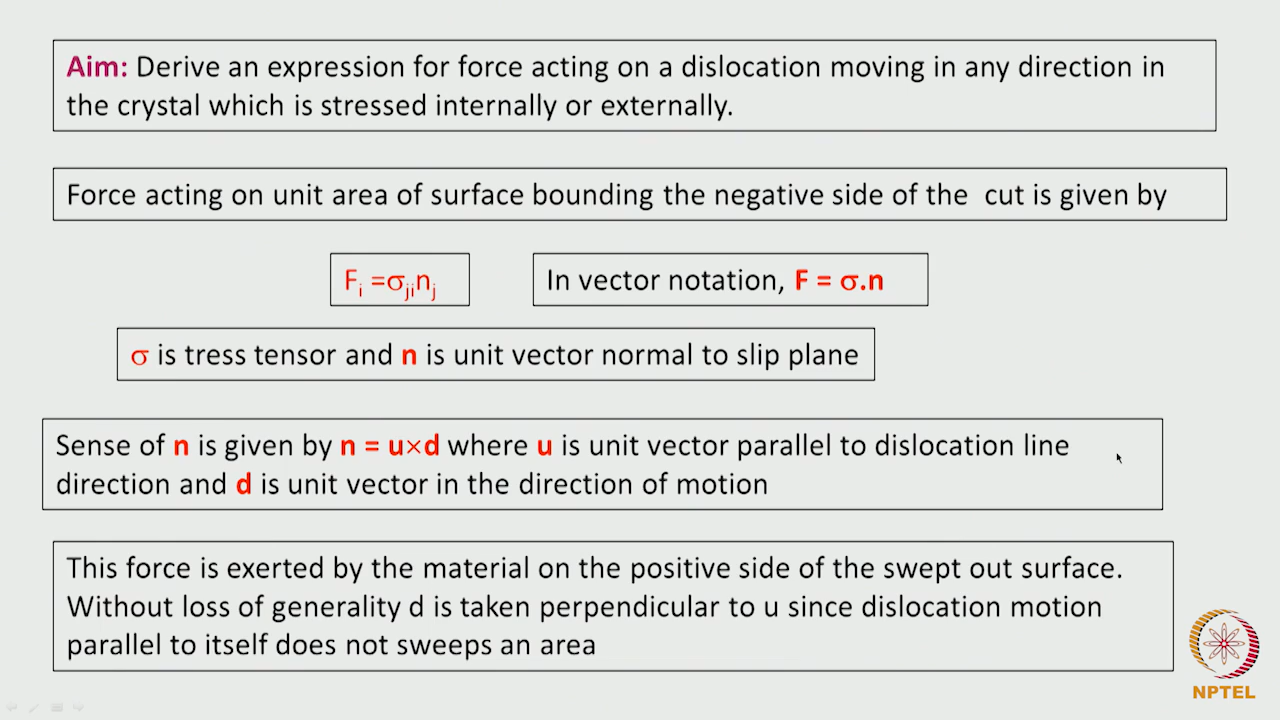 Aim: Derive an expression for force acting on a dislocation moving in any direction in
the crystal which is stressed internally or externally.
Force acting on unit area of surface bounding the negative side of the cut is given by
Fi =σjinj
In vector notation, F = σ.n
σ is tress tensor and n is unit vector normal to slip plane
Sense of n is given by n = u×d where u is unit vector parallel to dislocation line
direction and d is unit vector in the direction of motion
This force is exerted by the material on the positive side of the swept out surface.
Without loss of generality d is taken perpendicular to u since dislocation motion
parallel to itself does not sweeps an area
NPTEL